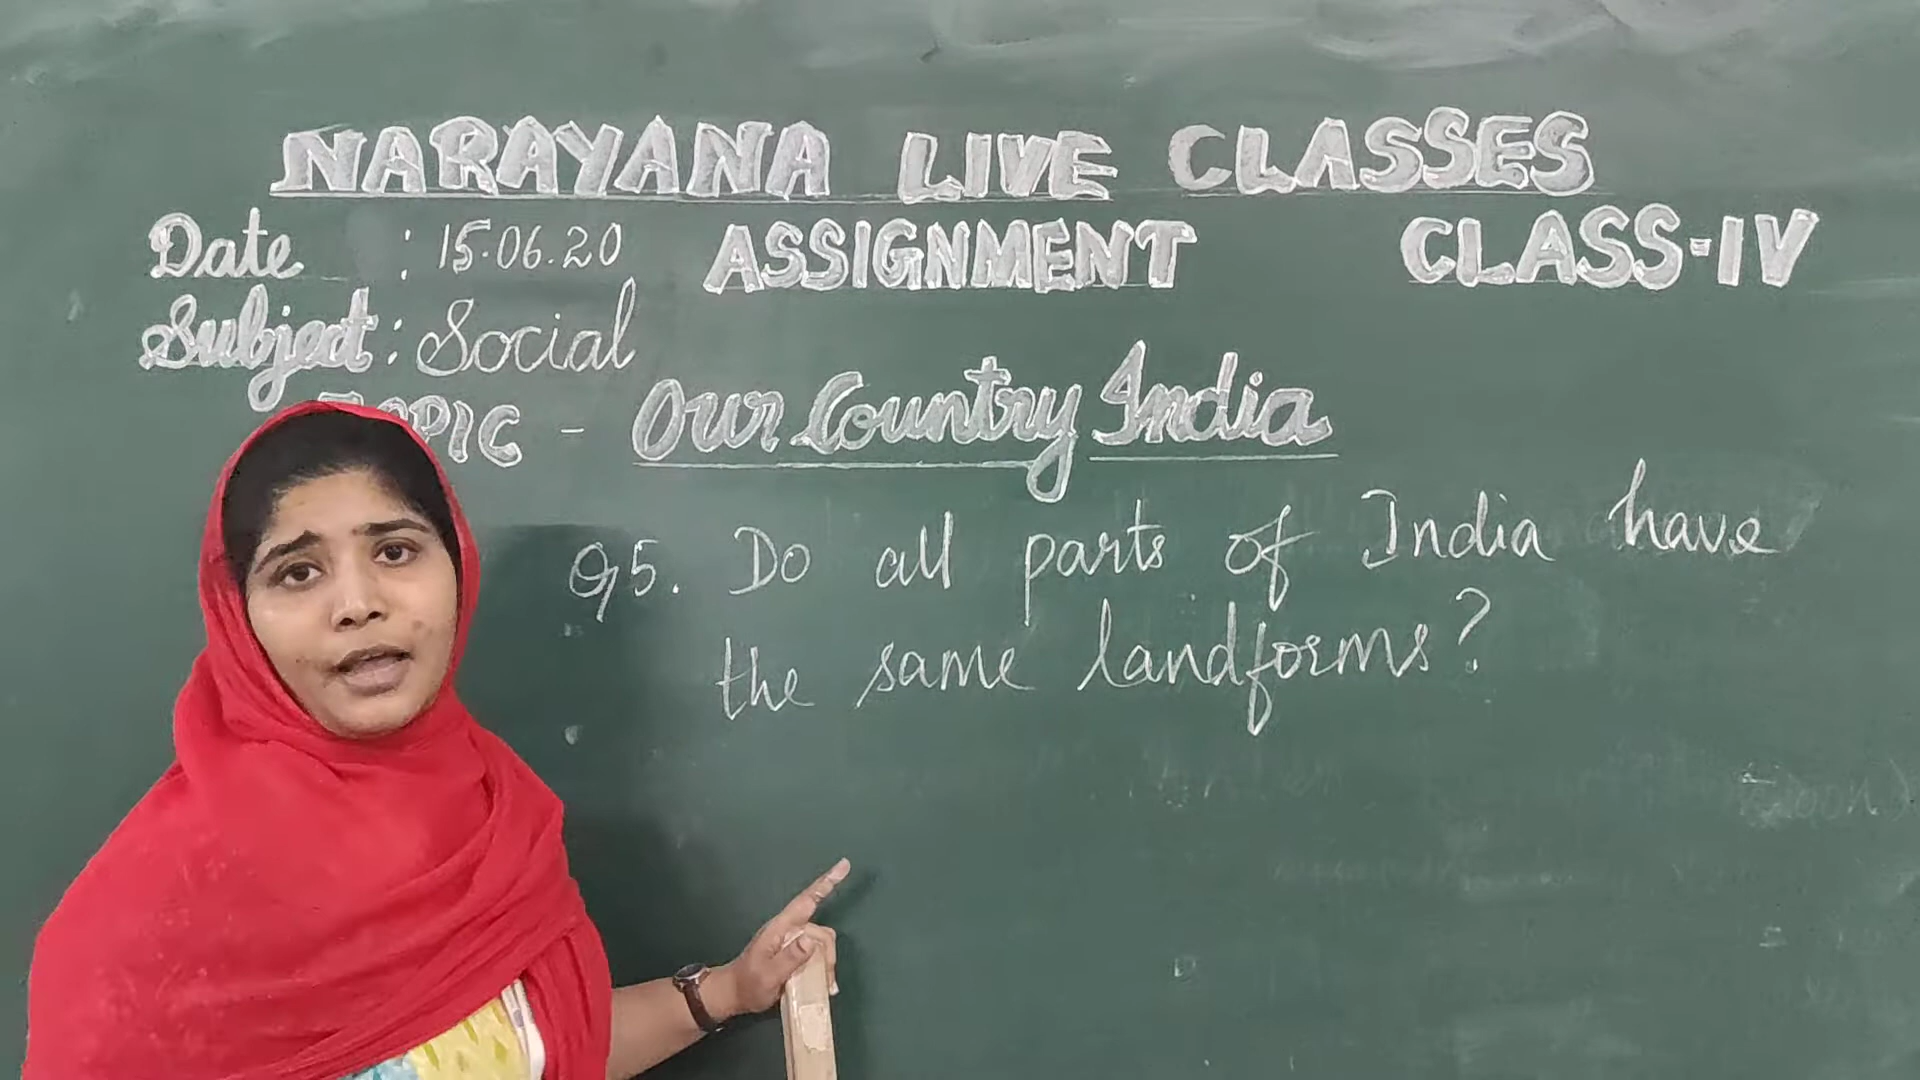 NARAYANA LIVE CLASSES
Date : 15.06.20 ASSIGNMENT CLASS-IV
Subject : Social
TOPIC - Our Country India
Q5. Do all parts of India have
the same landforms?